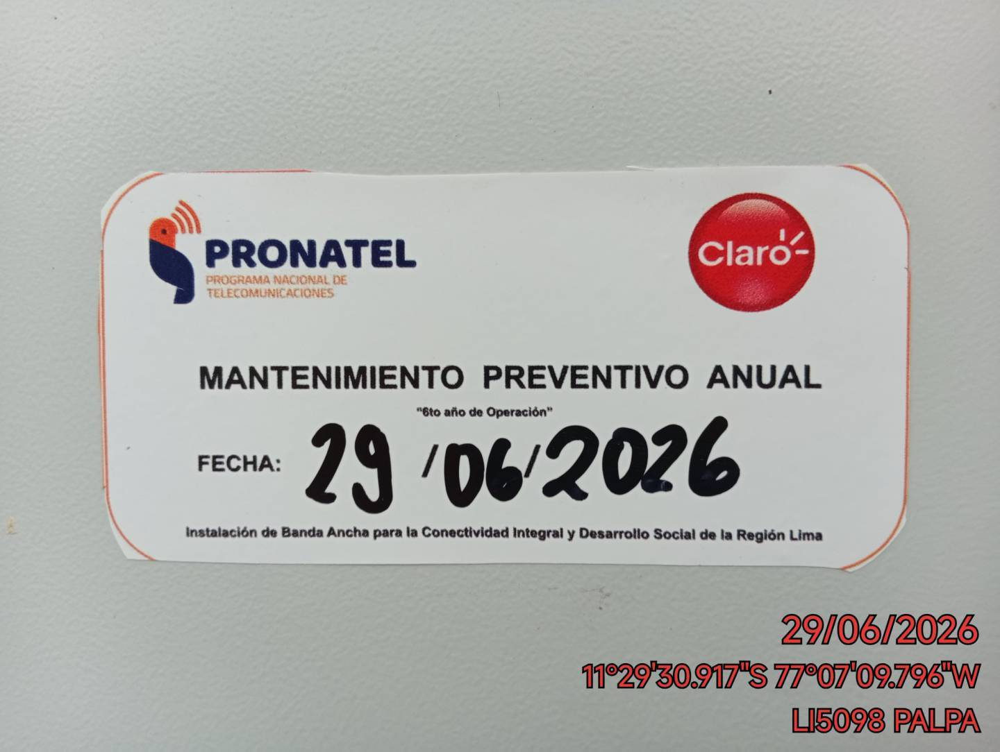 PRONATEL
PROGRAMA NACIONAL DE
TELECOMUNICACIONES
Claro
MANTENIMIENTO PREVENTIVO ANUAL
"6to año de Operación"
FECHA: 29/06/2026
Instalación de Banda Ancha para la Conectividad Integral y Desarrollo Social de la Región Lima
29/06/2026
11°29'30.917"S 77°07'09.796"W
LI5098 PALPA